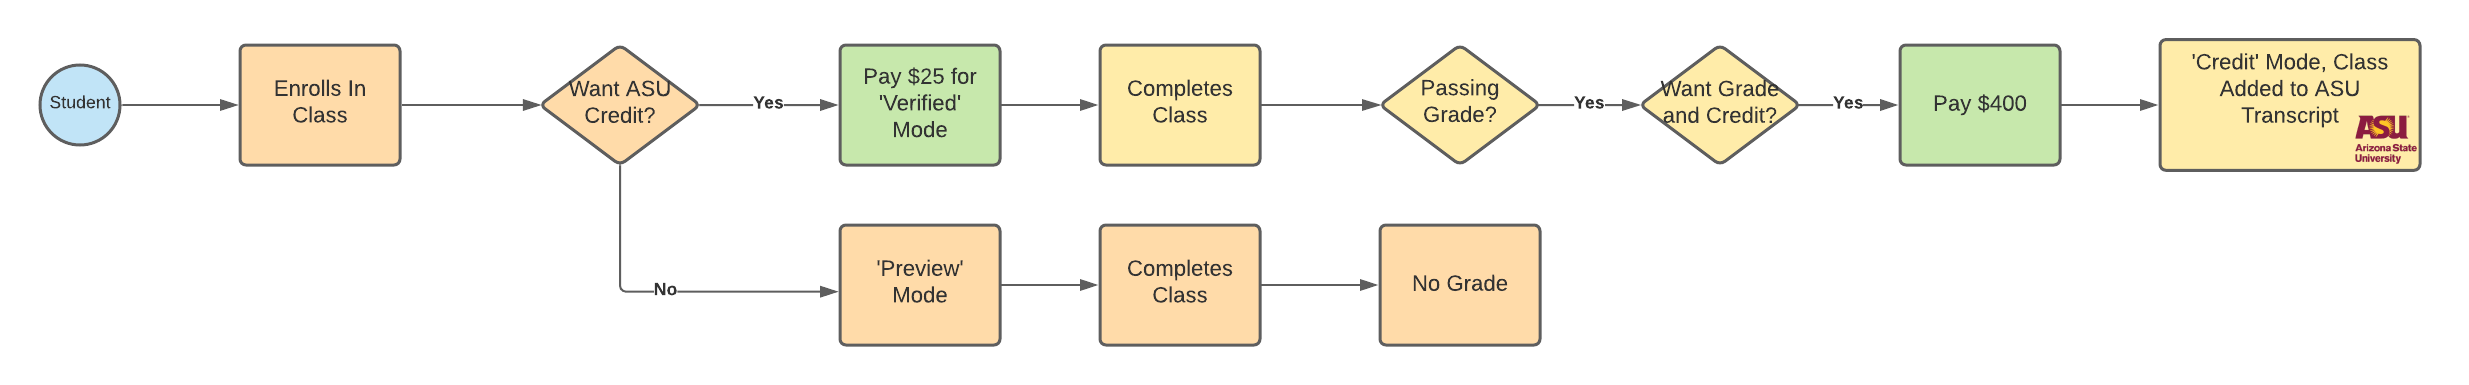 Student
Enrolls In
Class
Want ASU
Credit?
Yes
Pay $25 for
'Verified'
Mode
Completes
Class
Passing
Grade?
Yes
Want Grade
and Credit?
Yes
Pay $400
'Credit' Mode, Class
Added to ASU
Transcript
ASU
Arizona State
University
No
'Preview'
Mode
Completes
Class
No Grade